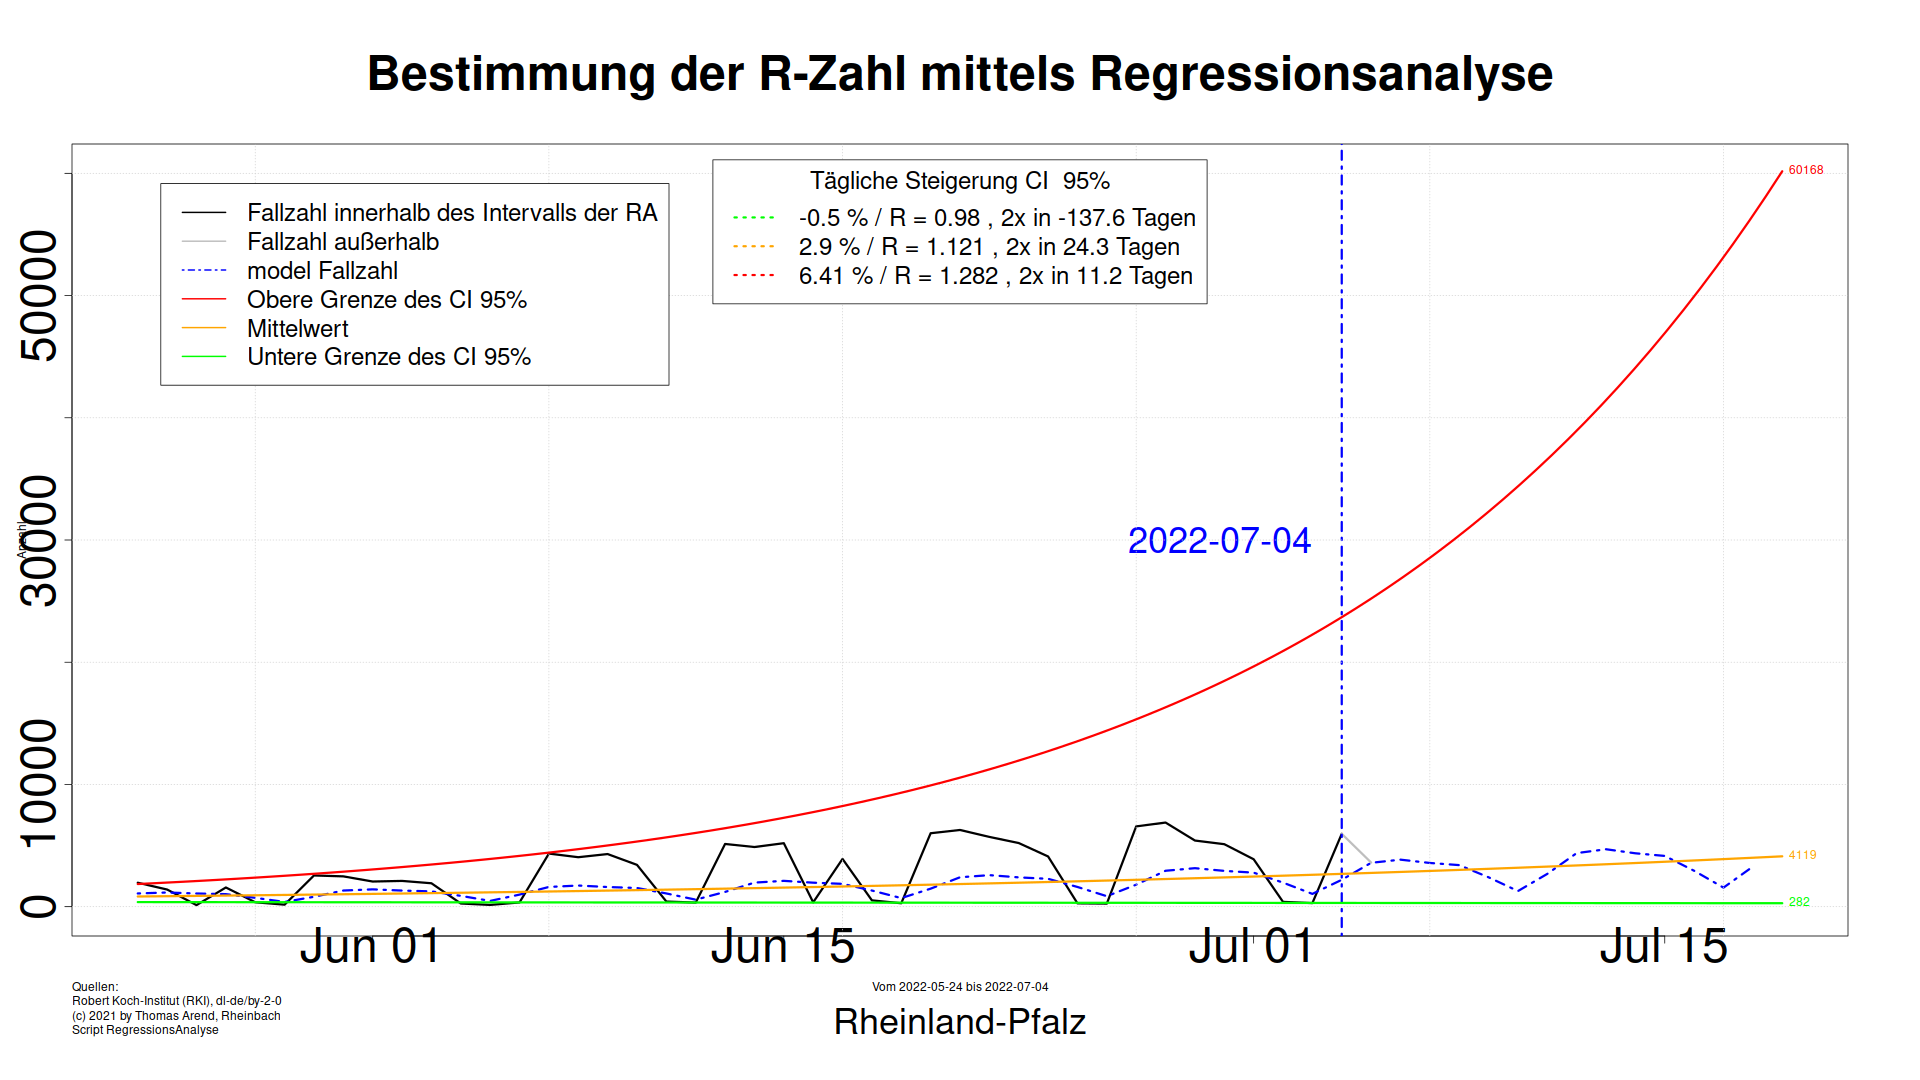 Bestimmung der R-Zahl mittels Regressionsanalyse
Fallzahl innerhalb des Intervalls der RA
Fallzahl außerhalb
model Fallzahl
Obere Grenze des CI 95%
Mittelwert
Untere Grenze des CI 95%
Tägliche Steigerung CI  95%
-0.5 % / R = 0.98 , 2x in -137.6 Tagen
2.9 % / R = 1.121 , 2x in 24.3 Tagen
6.41 % / R = 1.282 , 2x in 11.2 Tagen
60168
50000
30000
10000
0
Anzahl
2022-07-04
4119
282
Jun 01
Jun 15
Jul 01
Jul 15
Quellen:
Robert Koch-Institut (RKI), dl-de/by-2-0
(c) 2021 by Thomas Arend, Rheinbach
Script RegressionsAnalyse
Vom 2022-05-24 bis 2022-07-04
Rheinland-Pfalz